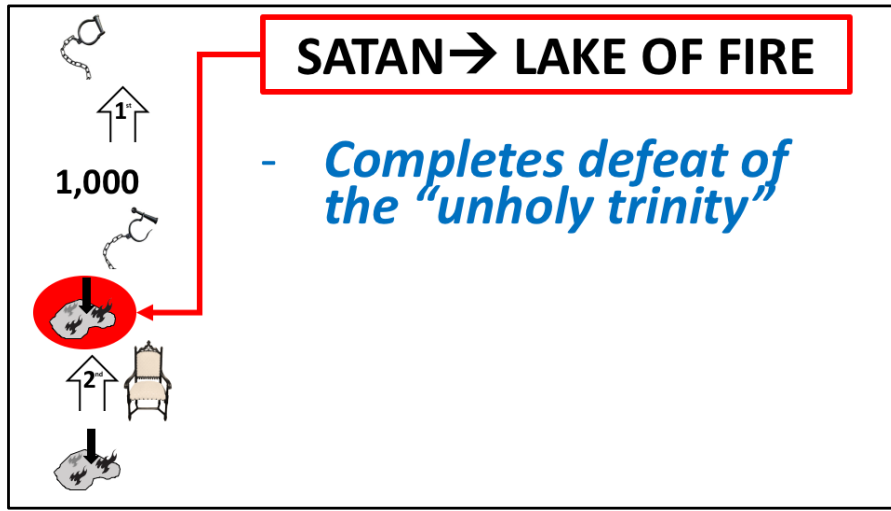 SATAN→ LAKE OF FIRE
1st
- Completes defeat of
the “unholy trinity”
1,000
2nd